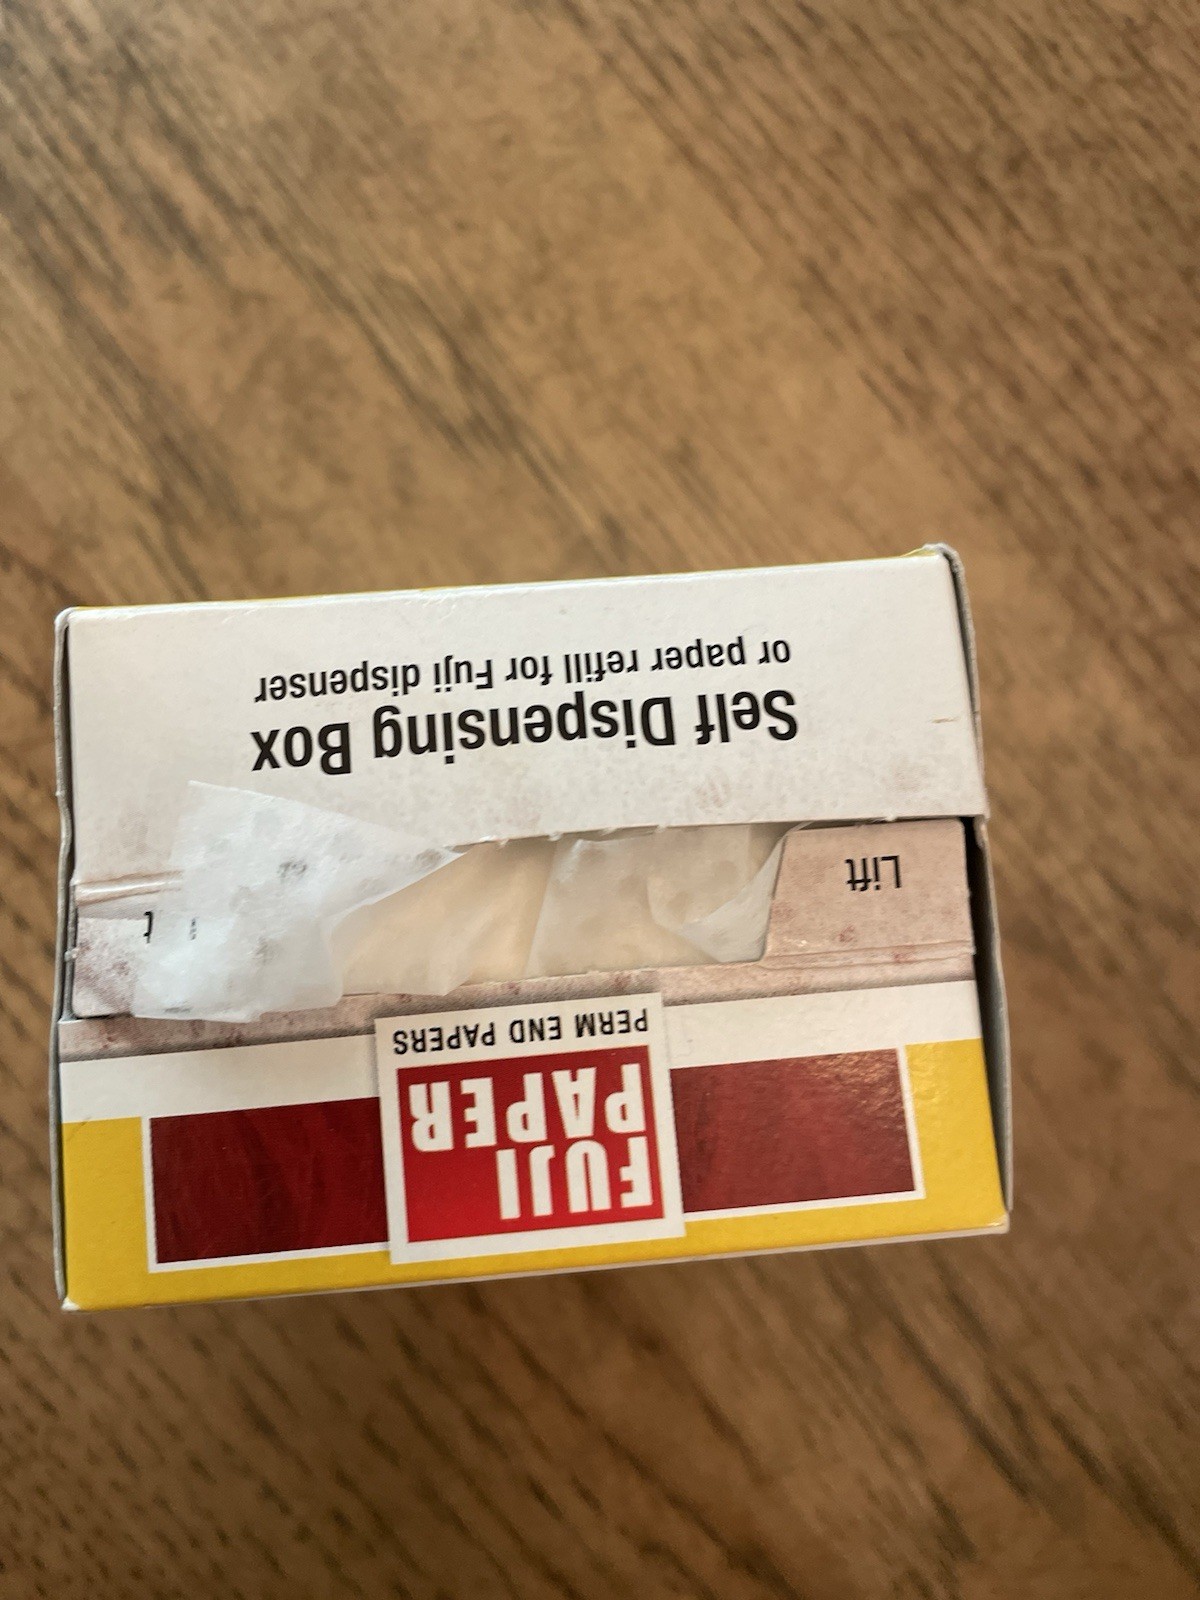 FUJI
PAPER
PERM END PAPERS
Lift
Self Dispensing Box
or paper refill for Fuji dispenser